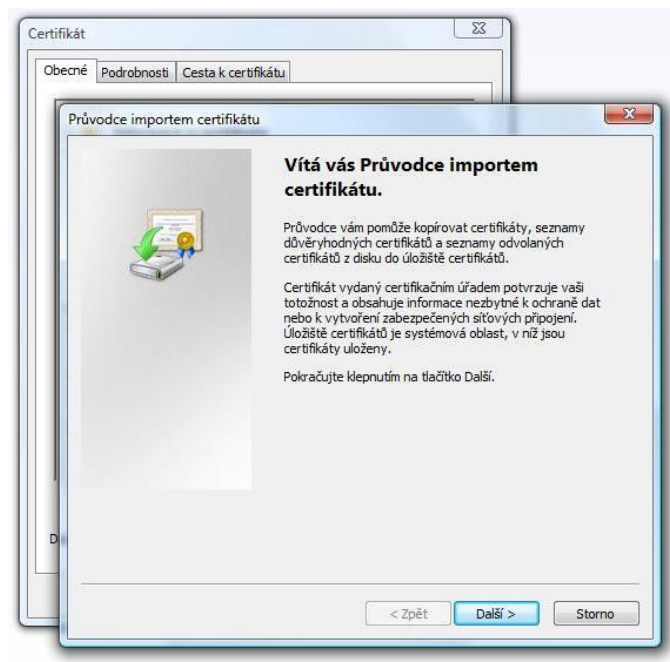 Certifikát
Obecné Podrobnosti Cesta k certifikátu
Průvodce importem certifikátu
Vítá vás Průvodce importem
certifikátu.
Průvodce vám pomůže kopírovat certifikáty, seznamy
důvěryhodných certifikátů a seznamy odvolaných
certifikátů z disku do úložiště certifikátů.
Certifikát vydaný certifikačním úřadem potvrzuje vaši
totožnost a obsahuje informace nezbytné k ochraně dat
nebo k vytvoření zabezpečených síťových připojení.
Úložiště certifikátů je systémová oblast, v níž jsou
certifikáty uloženy.
Pokračujte klepnutím na tlačítko Další.
< Zpět Další > Storno